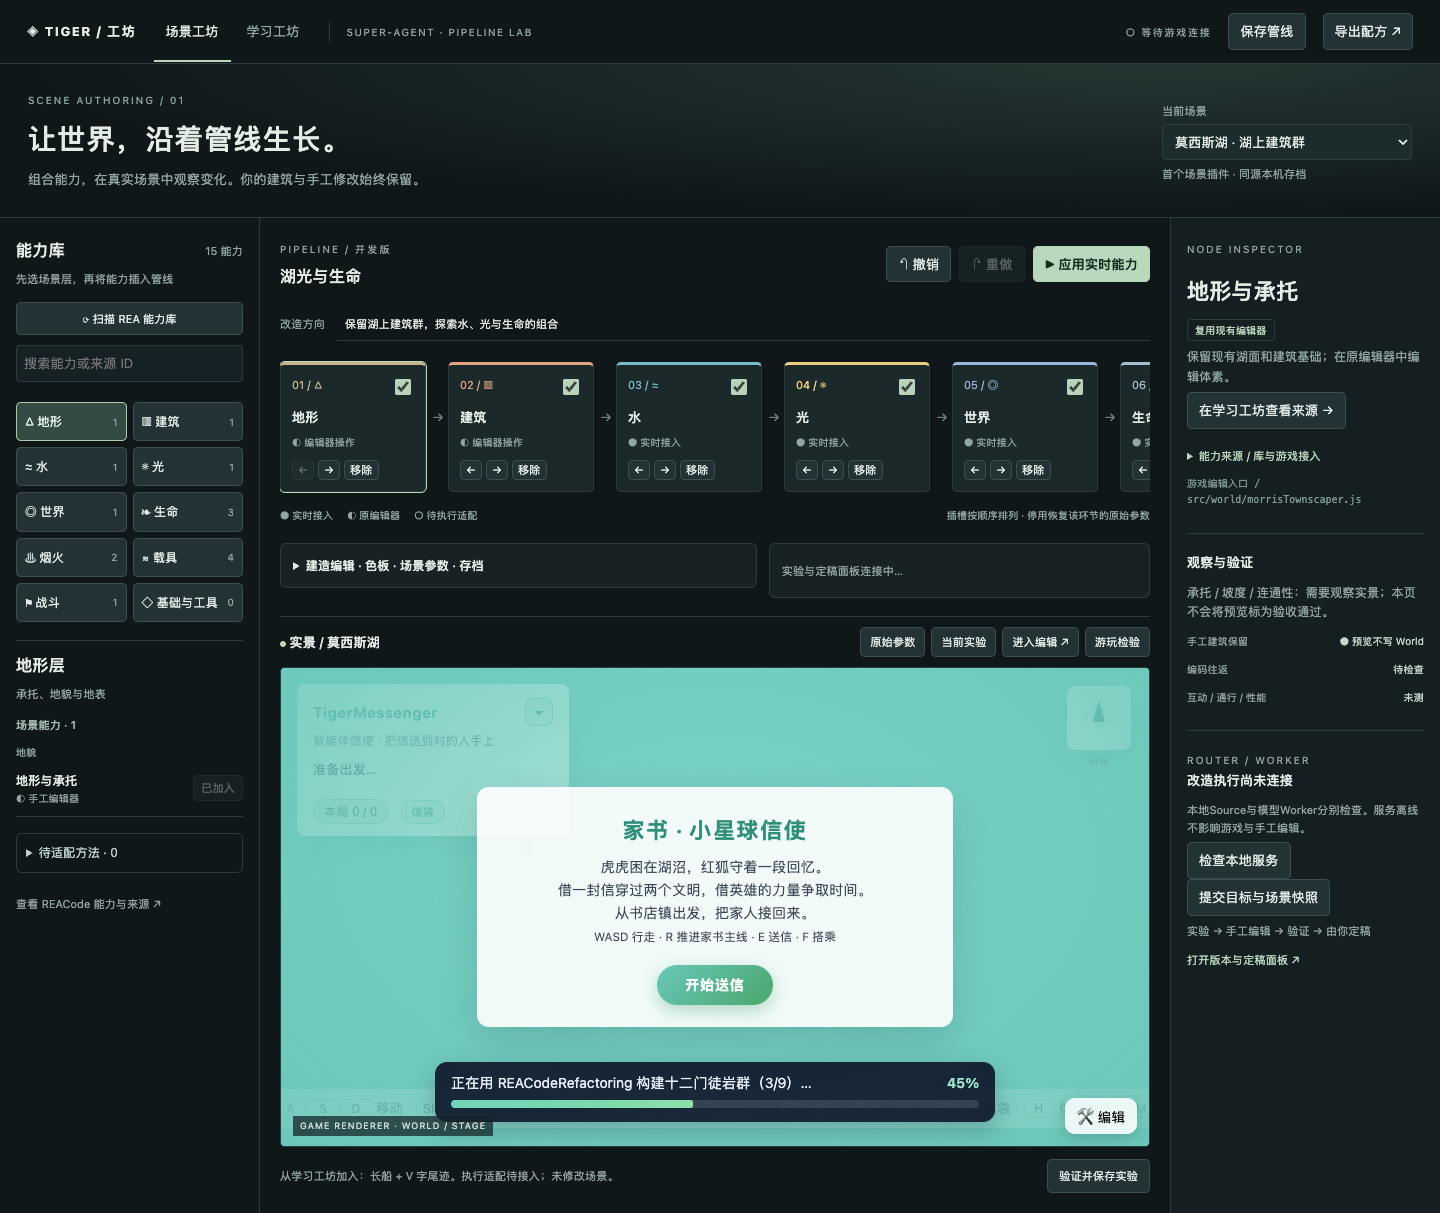 ◈ TIGER / 工坊
场景工坊
学习工坊
SUPER-AGENT · PIPELINE LAB
○ 等待游戏连接
保存管线
导出配方 ↗
SCENE AUTHORING / 01
让世界，沿着管线生长。
组合能力，在真实场景中观察变化。你的建筑与手工修改始终保留。
当前场景
莫西斯湖 · 湖上建筑群
首个场景插件 · 同源本机存档
能力库
15 能力
先选场景层，再将能力插入管线
⟳ 扫描 REA 能力库
搜索能力或来源 ID
△ 地形 1
▥ 建筑 1
≈ 水 1
☼ 光 1
◎ 世界 1
❧ 生命 3
♨ 烟火 2
≋ 载具 4
⚑ 战斗 1
◇ 基础与工具 0
地形层
承托、地貌与地表
场景能力 · 1
地貌
地形与承托
◐ 手工编辑器
已加入
▶ 待适配方法 · 0
查看 REACode 能力与来源 ↗
PIPELINE / 开发版
湖光与生命
撤销
重做
▶ 应用实时能力
改造方向
保留湖上建筑群，探索水、光与生命的组合
01 / △
地形
◐ 编辑器操作
← → 移除
→
02 / ▥
建筑
◐ 编辑器操作
← → 移除
→
03 / ≈
水
● 实时接入
← → 移除
→
04 / ☼
光
● 实时接入
← → 移除
→
05 / ◎
世界
● 实时接入
← → 移除
→
06 /
←
● 实时接入 ◐ 原编辑器 ○ 待执行适配
插槽按顺序排列 · 停用恢复该环节的原始参数
▶ 建造编辑 · 色板 · 场景参数 · 存档
实验与定稿面板连接中…
● 实景 / 莫西斯湖
原始参数
当前实验
进入编辑 ↗
游玩检验
TigerMessenger
智能体信使 · 把信送到对的人手上
准备出发…
本局 0 / 0
信袋
目标
家书 · 小星球信使
虎虎困在湖沼，红狐守着一段回忆。
借一封信穿过两个文明，借英雄的力量争取时间。
从书店镇出发，把家人接回来。
WASD 行走 · R 推进家书主线 · E 送信 · F 搭乘
开始送信
正在用 REACodeRefactoring 构建十二门徒岩群（3/9）… 45%
A S D 移动 ·
袋 · H
GAME RENDERER · WORLD / STAGE
🛠 编辑
从学习工坊加入：长船 + V 字尾迹。执行适配待接入；未修改场景。
验证并保存实验
NODE INSPECTOR
地形与承托
复用现有编辑器
保留现有湖面和建筑基础；在原编辑器中编
辑体素。
在学习工坊查看来源 →
▶ 能力来源 / 库与游戏接入
游戏编辑入口 /
src/world/morrisTownscaper.js
观察与验证
承托 / 坡度 / 连通性：需要观察实景；本页
不会将预览标为验收通过。
手工建筑保留 ● 预览不写 World
编码往返 待检查
互动 / 通行 / 性能 未测
ROUTER / WORKER
改造执行尚未连接
本地Source与模型Worker分别检查。服务离线
不影响游戏与手工编辑。
检查本地服务
提交目标与场景快照
实验 → 手工编辑 → 验证 → 由你定稿
打开版本与定稿面板 ↗